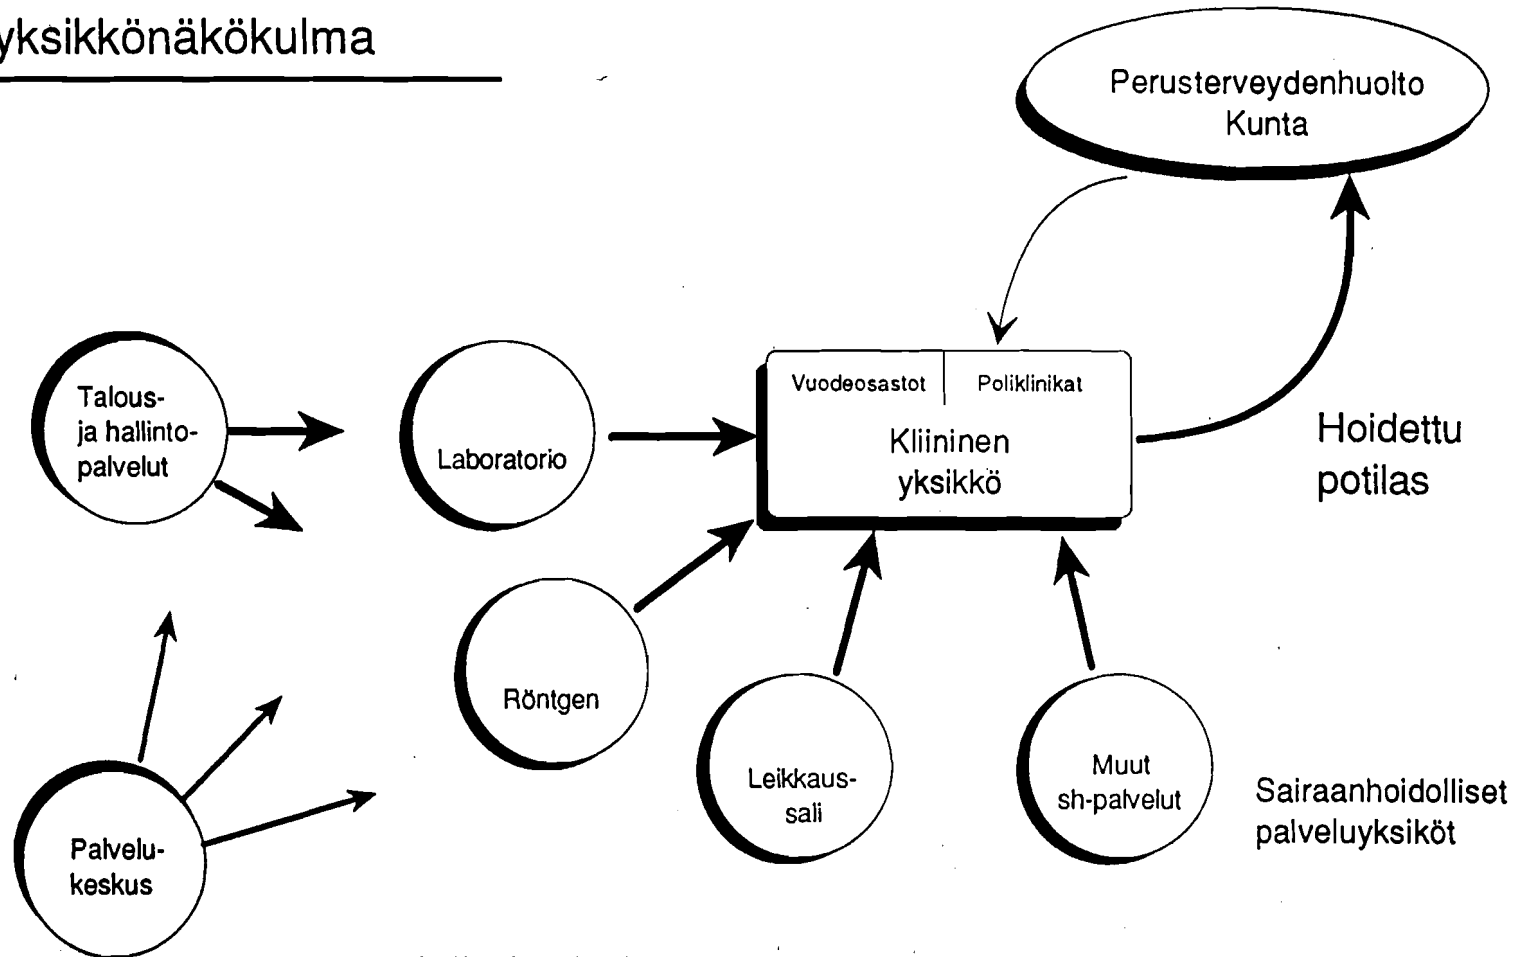 yksikkönäkökulma
Perusterveydenhuolto
Kunta
Talous-
ja hallinto-
palvelut
Laboratorio
Vuodeosastot
Poliklinikat
Kliininen
yksikkö
Hoidettu
potilas
Röntgen
Leikkaus-
sali
Muut
sh-palvelut
Sairaanhoidolliset
palveluyksiköt
Palvelu-
keskus